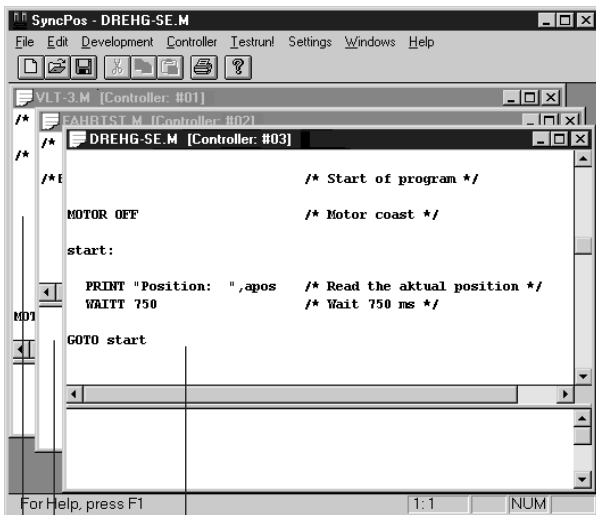 SyncPos - DREHG-SE.M
File Edit Development Controller Testrun! Settings Windows Help
VLT-3.M [Controller: #01]
FAHRTST.M [Controller: #02]
DREHG-SE.M [Controller: #03]
/*
/*
/*
/*
/* Start of program */
MOTOR OFF /* Motor coast */
start:
PRINT "Position: ",apos /* Read the aktual position */
WAITT 750 /* Wait 750 ms */
GOTO start
For Help, press F1 1:1 NUM